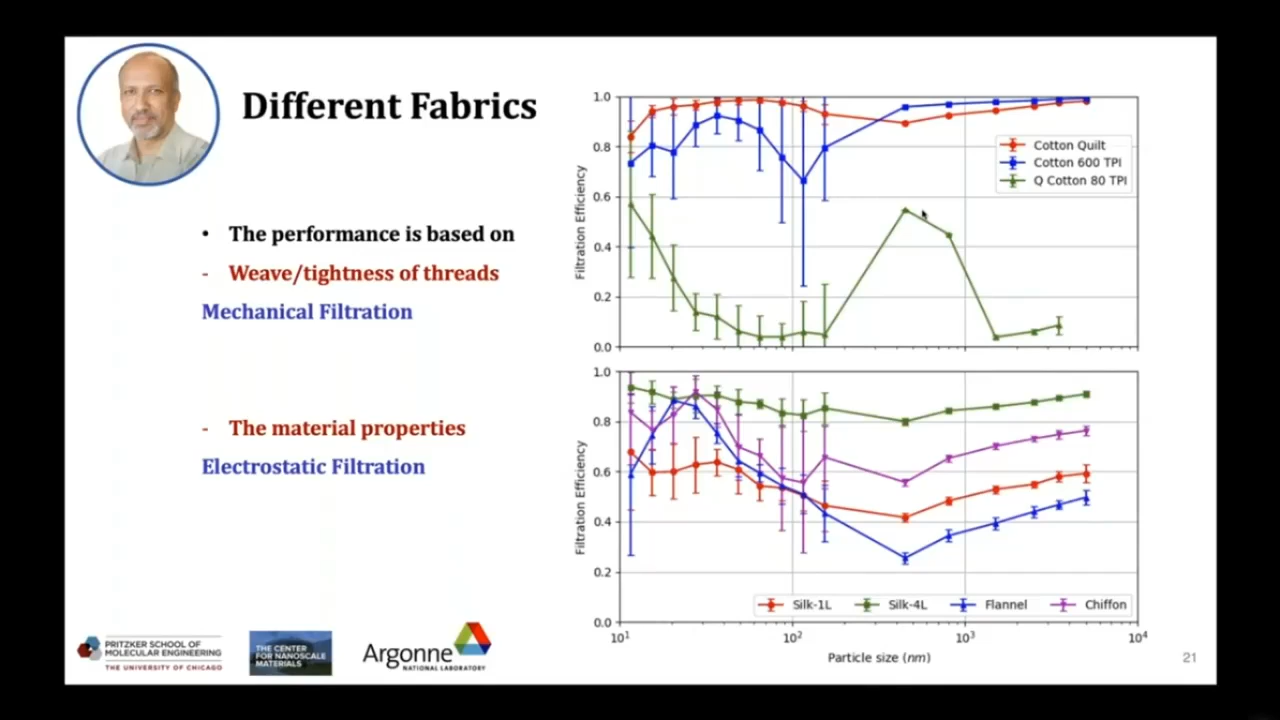 Different Fabrics
• The performance is based on
- Weave/tightness of threads
Mechanical Filtration
- The material properties
Electrostatic Filtration
PRITZKER SCHOOL OF
MOLECULAR ENGINEERING
THE UNIVERSITY OF CHICAGO
THE CENTER
FOR NANOSCALE
MATERIALS
Argonne
NATIONAL LABORATORY
Filtration Efficiency
1.0
0.8
0.6
0.4
0.2
0.0
Cotton Quilt
Cotton 600 TPI
Q Cotton 80 TPI
Filtration Efficiency
1.0
0.8
0.6
0.4
0.2
0.0
Silk-1L Silk-4L Flannel Chiffon
10¹ 10² 10³ 10⁴
Particle size (nm)
21